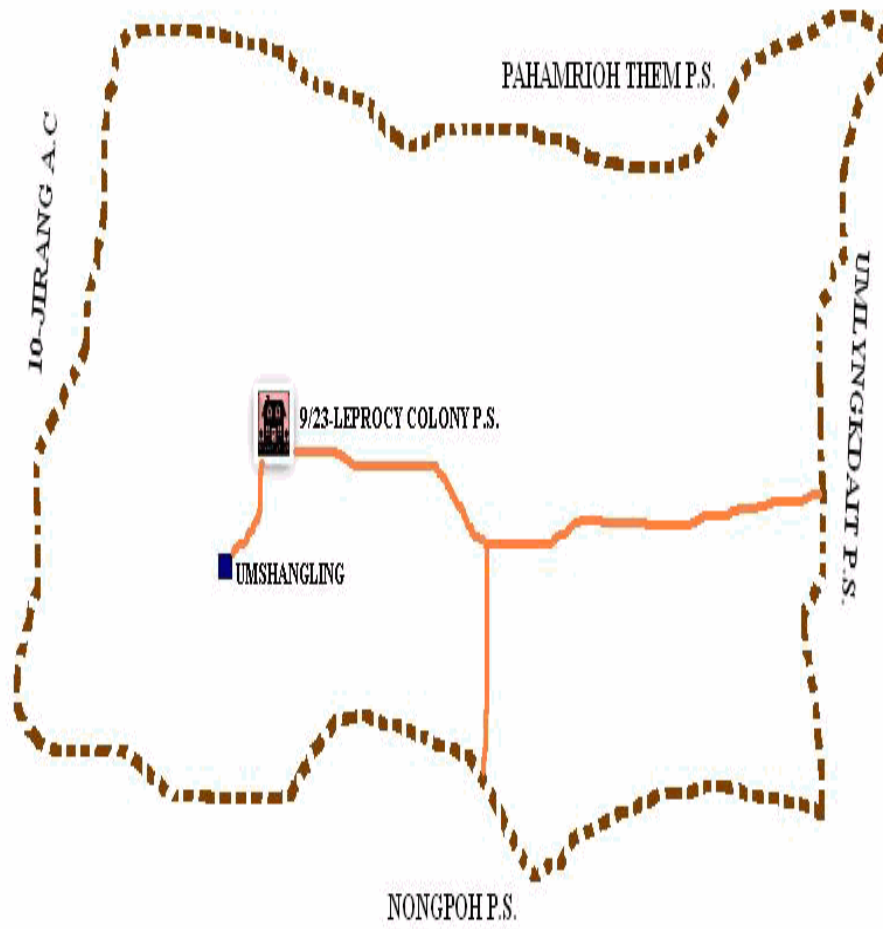 PAHAMRIOH THEM P.S.
10-JIRANG A.C
UMLYNGKDAIT P.S.
9/23-LEPROCY COLONY P.S.
UMSHANGLING
NONGPOH P.S.